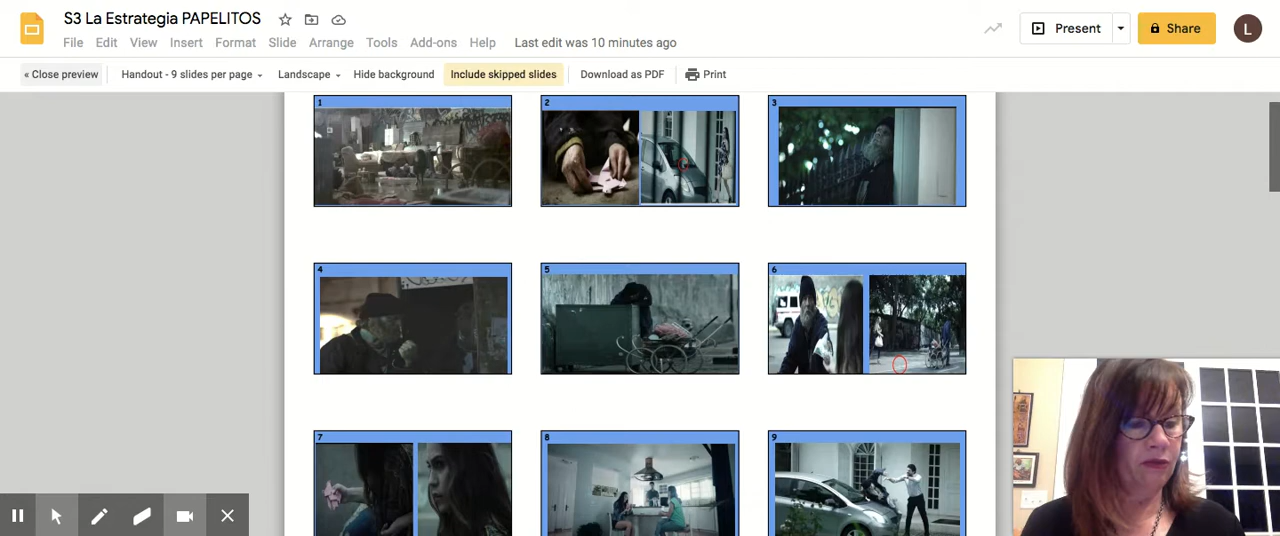 S3 La Estrategia PAPELITOS
File Edit View Insert Format Slide Arrange Tools Add-ons Help Last edit was 10 minutes ago
Present
Share
L
« Close preview Handout - 9 slides per page Landscape Hide background Include skipped slides Download as PDF Print
1 2 3
4 5 6
7 8 9